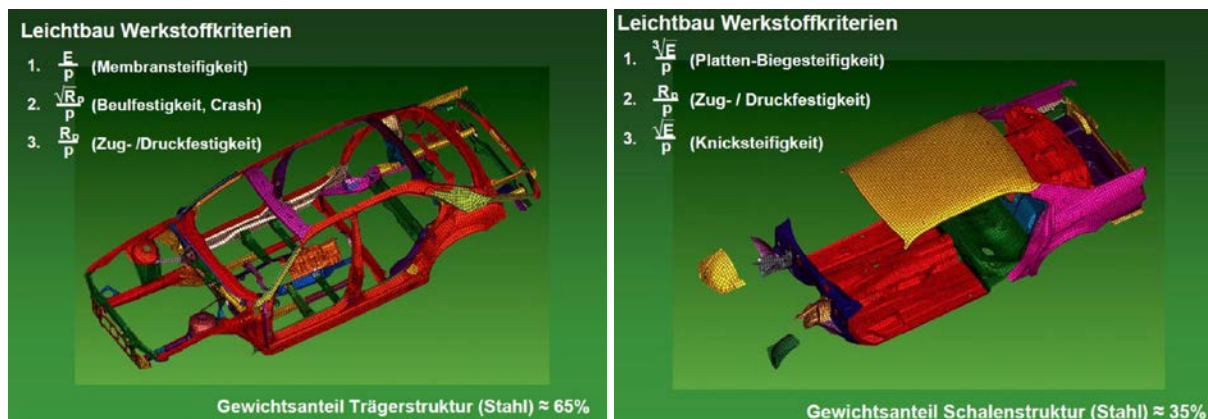 Leichtbau Werkstoffkriterien
1. E/p (Membransteifigkeit)
2. √Rp/p (Beulfestigkeit, Crash)
3. Rp/p (Zug- /Druckfestigkeit)
Gewichtsanteil Trägerstruktur (Stahl) ≈ 65%
Leichtbau Werkstoffkriterien
1. ³√E/p (Platten-Biegesteifigkeit)
2. Rp/p (Zug- / Druckfestigkeit)
3. √E/p (Knicksteifigkeit)
Gewichtsanteil Schalenstruktur (Stahl) ≈ 35%